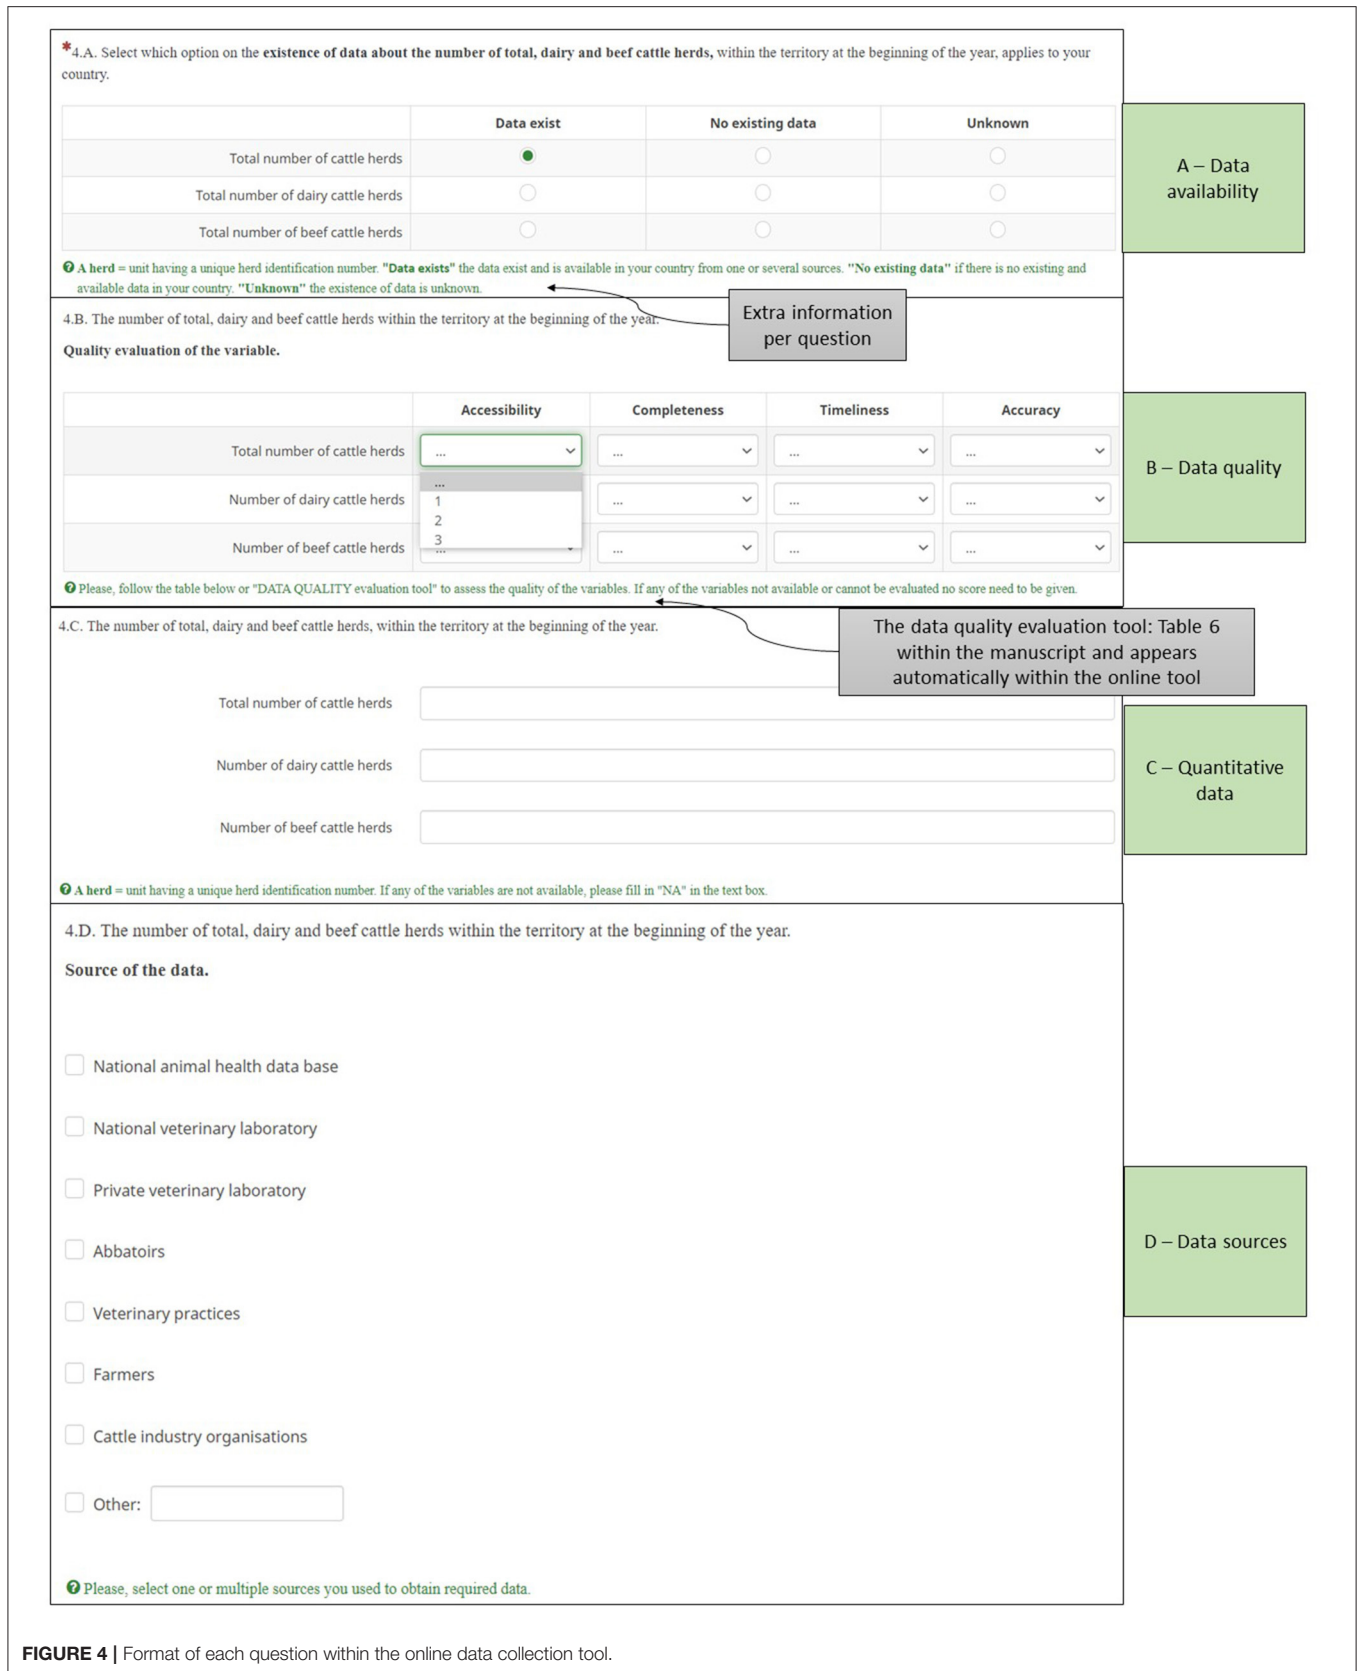 *4.A. Select which option on the existence of data about the number of total, dairy and beef cattle herds, within the territory at the beginning of the year, applies to your
country.
Data exist No existing data Unknown
Total number of cattle herds
Total number of dairy cattle herds
Total number of beef cattle herds
A – Data
availability
A herd = unit having a unique herd identification number. "Data exists" the data exist and is available in your country from one or several sources. "No existing data" if there is no existing and
available data in your country. "Unknown" the existence of data is unknown.
Extra information
per question
4.B. The number of total, dairy and beef cattle herds within the territory at the beginning of the year.
Quality evaluation of the variable.
Accessibility Completeness Timeliness Accuracy
Total number of cattle herds ... ... ... ...
...
1
2
3
Number of dairy cattle herds ... ... ...
Number of beef cattle herds ... ... ... ...
B – Data quality
Please, follow the table below or "DATA QUALITY evaluation tool" to assess the quality of the variables. If any of the variables not available or cannot be evaluated no score need to be given.
The data quality evaluation tool: Table 6
within the manuscript and appears
automatically within the online tool
4.C. The number of total, dairy and beef cattle herds, within the territory at the beginning of the year.
Total number of cattle herds
Number of dairy cattle herds
Number of beef cattle herds
C – Quantitative
data
A herd = unit having a unique herd identification number. If any of the variables are not available, please fill in "NA" in the text box.
4.D. The number of total, dairy and beef cattle herds within the territory at the beginning of the year.
Source of the data.
National animal health data base
National veterinary laboratory
Private veterinary laboratory
Abbatoirs
Veterinary practices
Farmers
Cattle industry organisations
Other:
D – Data sources
Please, select one or multiple sources you used to obtain required data.
FIGURE 4 | Format of each question within the online data collection tool.